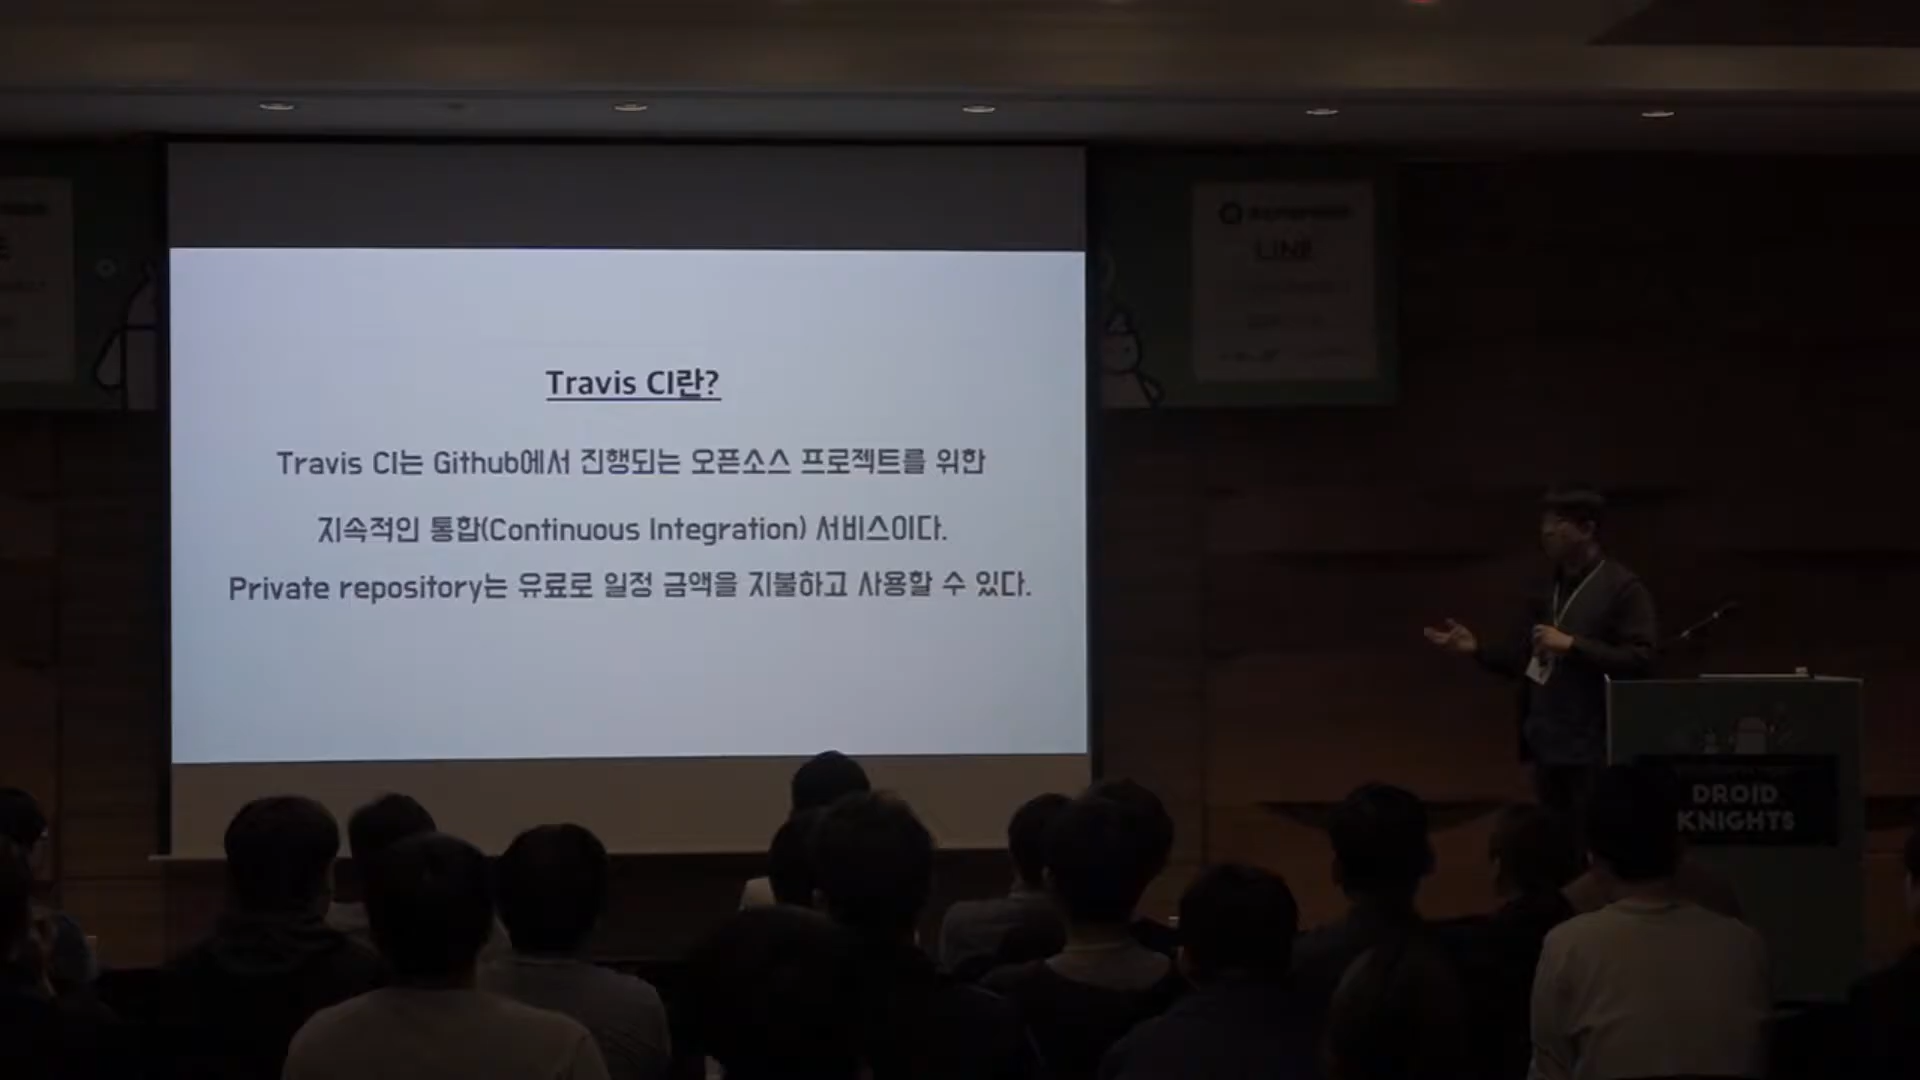 Travis CI란?
Travis CI는 Github에서 진행되는 오픈소스 프로젝트를 위한
지속적인 통합(Continuous Integration) 서비스이다.
Private repository는 유료로 일정 금액을 지불하고 사용할 수 있다.
LINE
DROID
KNIGHTS